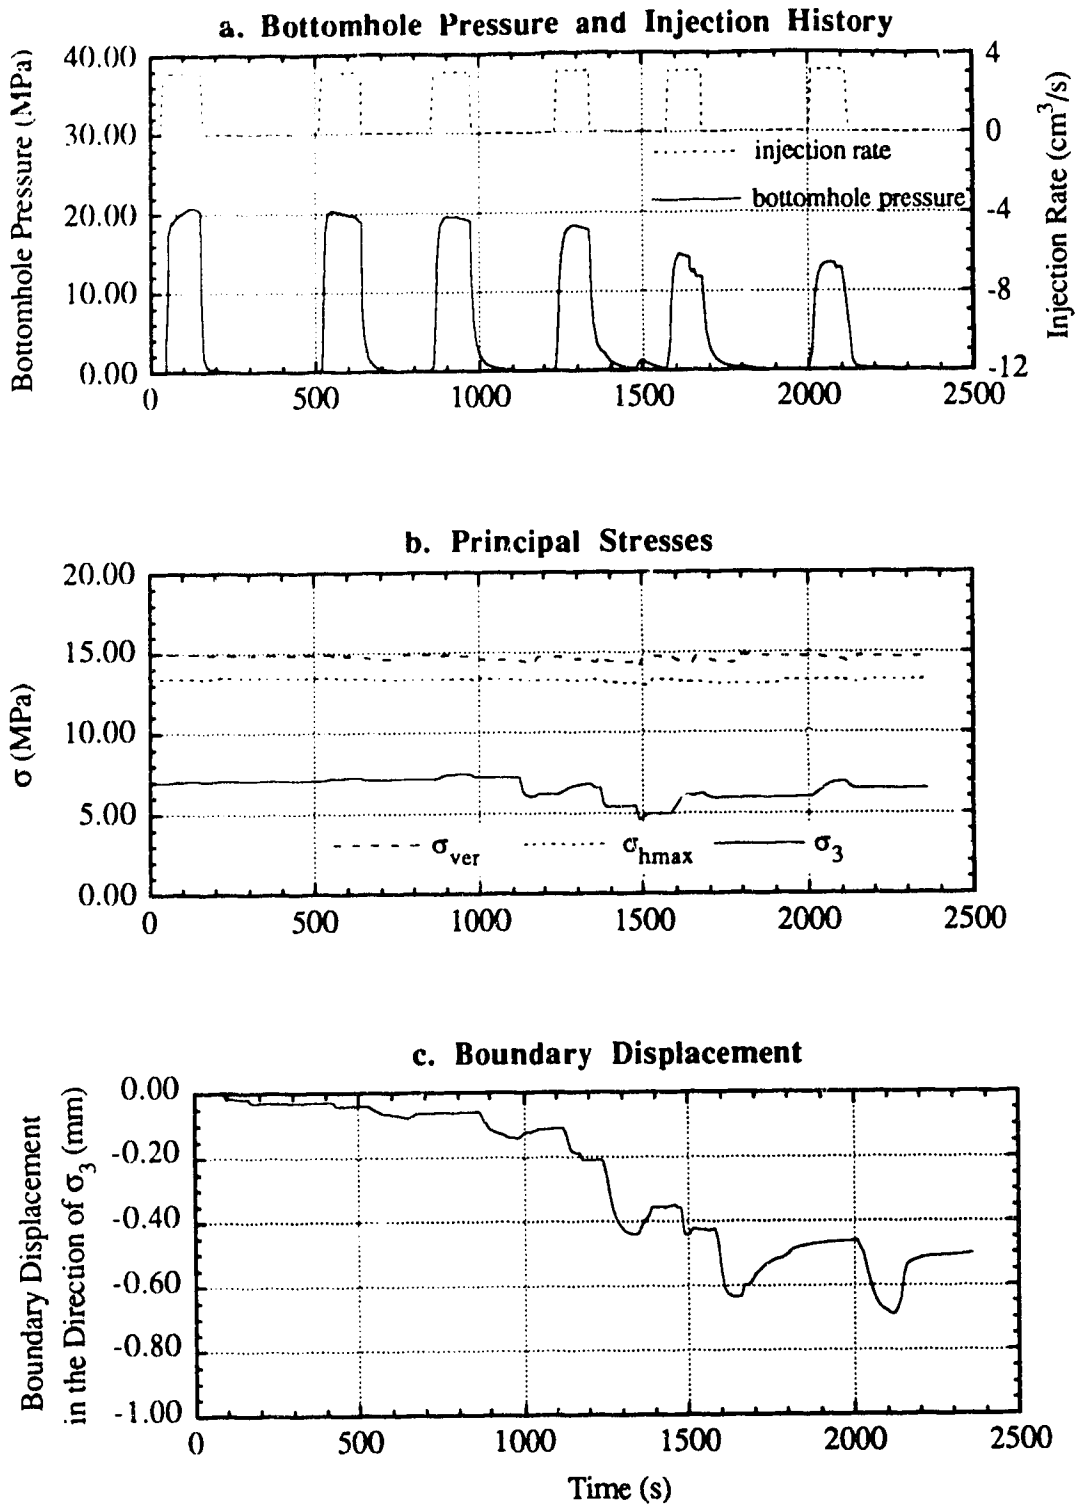 a. Bottomhole Pressure and Injection History
Bottomhole Pressure (MPa)
40.00
30.00
20.00
10.00
0.00
4
0
-4
-8
-12
Injection Rate (cm³/s)
injection rate
bottomhole pressure
0 500 1000 1500 2000 2500
b. Principal Stresses
σ (MPa)
20.00
15.00
10.00
5.00
0.00
σver σhmax σ3
0 500 1000 1500 2000 2500
c. Boundary Displacement
Boundary Displacement
in the Direction of σ3 (mm)
0.00
-0.20
-0.40
-0.60
-0.80
-1.00
0 500 1000 1500 2000 2500
Time (s)